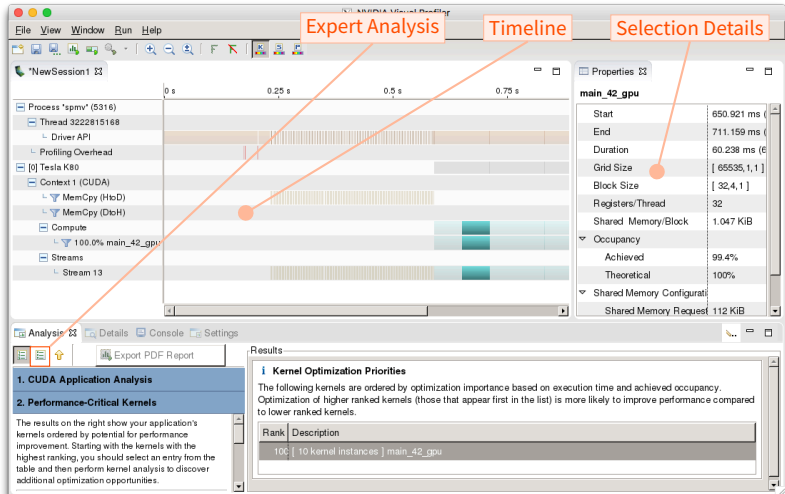 NVIDIA Visual Profiler
Expert Analysis
Timeline
Selection Details
File View Window Run Help
*NewSession1
Properties
main_42_gpu
0 s 0.25 s 0.5 s 0.75 s
Process "spmv" (5316)
Thread 3222815168
Driver API
Profiling Overhead
[0] Tesla K80
Context 1 (CUDA)
MemCpy (HtoD)
MemCpy (DtoH)
Compute
100.0% main_42_gpu
Streams
Stream 13
Start 650.921 ms (
End 711.159 ms (
Duration 60.238 ms (6
Grid Size [ 65535,1,1 ]
Block Size [ 32,4,1 ]
Registers/Thread 32
Shared Memory/Block 1.047 KiB
Occupancy
Achieved 99.4%
Theoretical 100%
Shared Memory Configurati
Shared Memory Request 112 KiB
Analysis Details Console Settings
Export PDF Report
1. CUDA Application Analysis
2. Performance-Critical Kernels
The results on the right show your application's
kernels ordered by potential for performance
improvement. Starting with the kernels with the
highest ranking, you should select an entry from the
table and then perform kernel analysis to discover
additional optimization opportunities.
Results
i Kernel Optimization Priorities
The following kernels are ordered by optimization importance based on execution time and achieved occupancy.
Optimization of higher ranked kernels (those that appear first in the list) is more likely to improve performance compared
to lower ranked kernels.
Rank Description
100 [ 10 kernel instances ] main_42_gpu